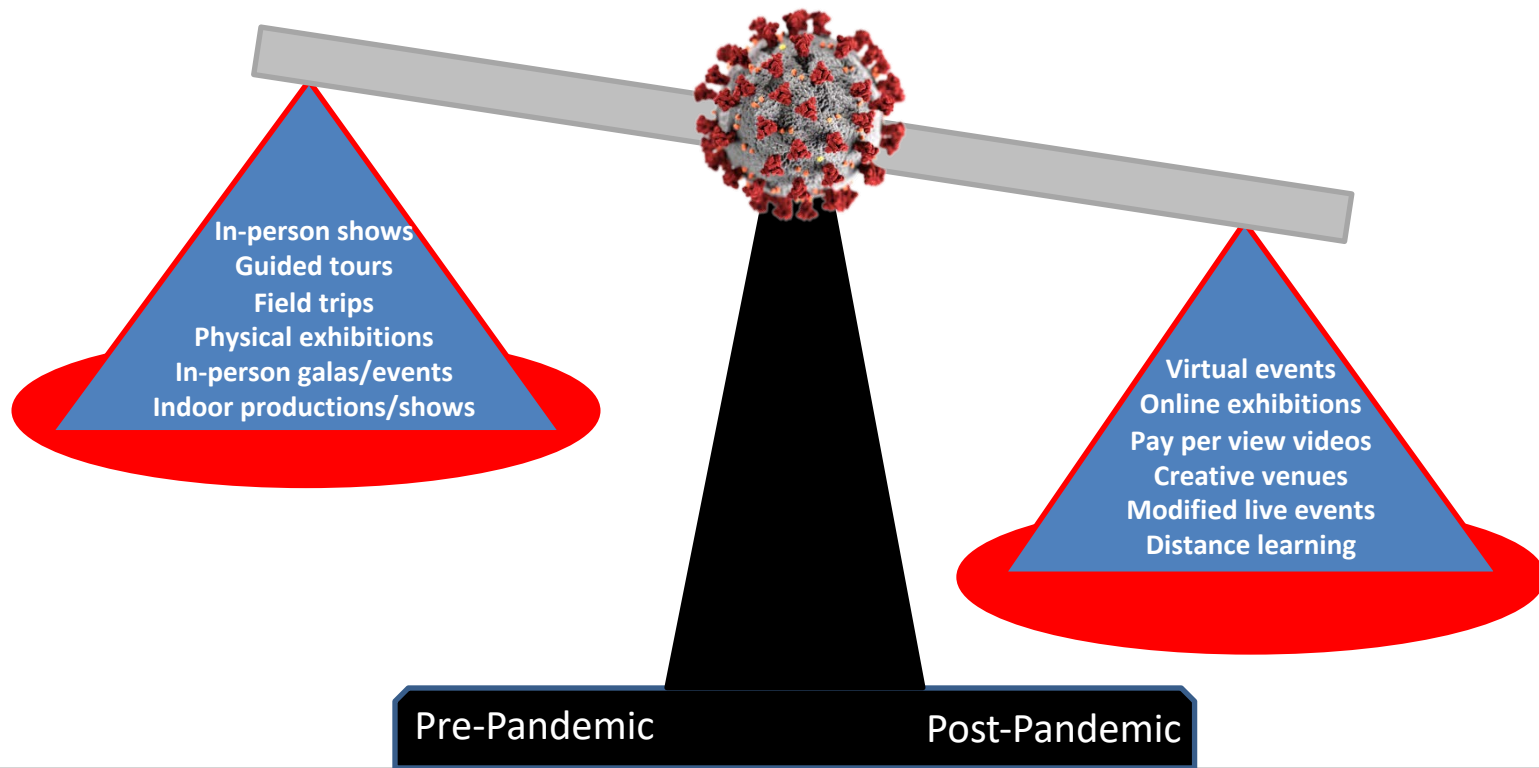 In-person shows
Guided tours
Field trips
Physical exhibitions
In-person galas/events
Indoor productions/shows
Virtual events
Online exhibitions
Pay per view videos
Creative venues
Modified live events
Distance learning
Pre-Pandemic
Post-Pandemic